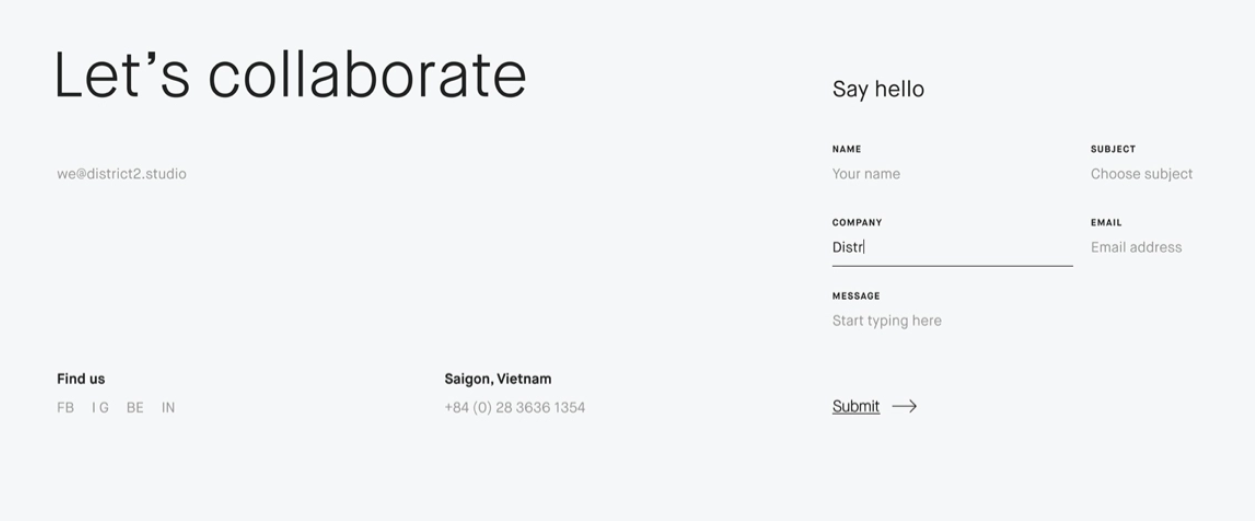 Let’s collaborate
we@district2.studio
Find us
FB IG BE IN
Saigon, Vietnam
+84 (0) 28 3636 1354
Say hello
NAME
Your name
SUBJECT
Choose subject
COMPANY
Distr
EMAIL
Email address
MESSAGE
Start typing here
Submit